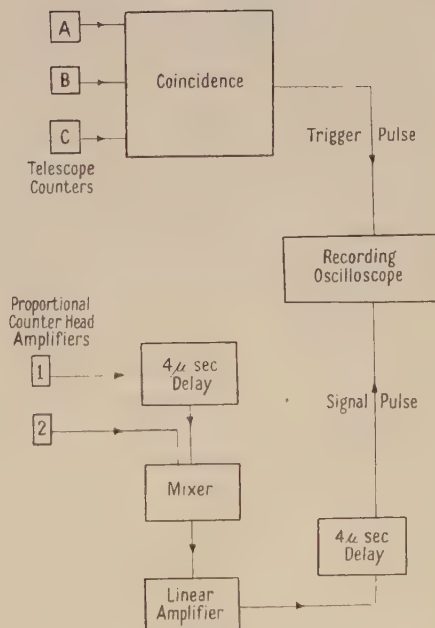 A
B
C
Coincidence
Telescope
Counters
Trigger Pulse
Recording
Oscilloscope
Proportional
Counter Head
Amplifiers
1
2
4μ sec
Delay
Mixer
Linear
Amplifier
4μ sec
Delay
Signal Pulse